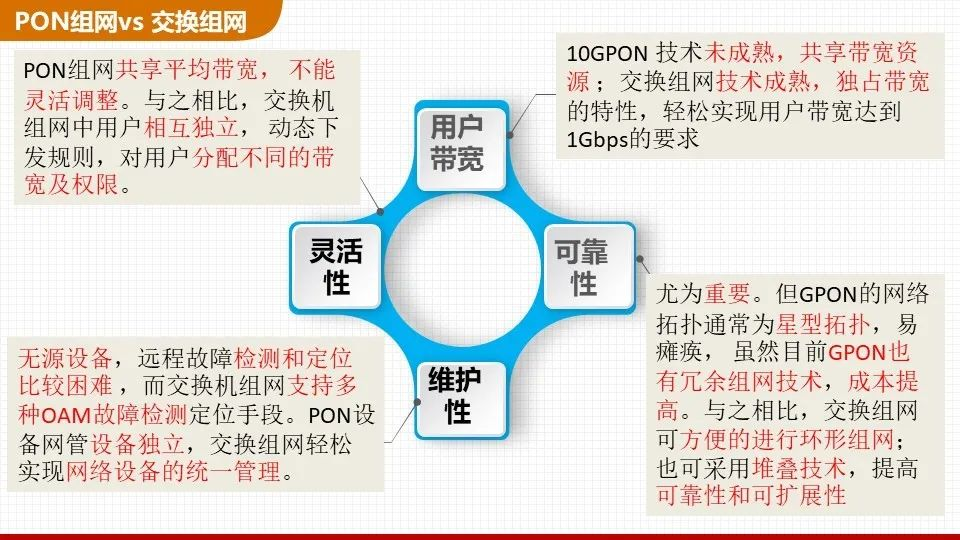 PON组网vs 交换组网
PON组网共享平均带宽， 不能
灵活调整。与之相比，交换机
组网中用户相互独立， 动态下
发规则，对用户分配不同的带
宽及权限。
10GPON 技术未成熟，共享带宽资
源 ；交换组网技术成熟，独占带宽
的特性，轻松实现用户带宽达到
1Gbps的要求
用户
带宽
灵活
性
可靠
性
维护
性
无源设备，远程故障检测和定位
比较困难 ，而交换机组网支持多
种OAM故障检测定位手段。PON设
备网管设备独立，交换组网轻松
实现网络设备的统一管理。
尤为重要。但GPON的网络
拓扑通常为星型拓扑，易
瘫痪， 虽然目前GPON也
有冗余组网技术，成本提
高。与之相比，交换组网
可方便的进行环形组网；
也可采用堆叠技术，提高
可靠性和可扩展性